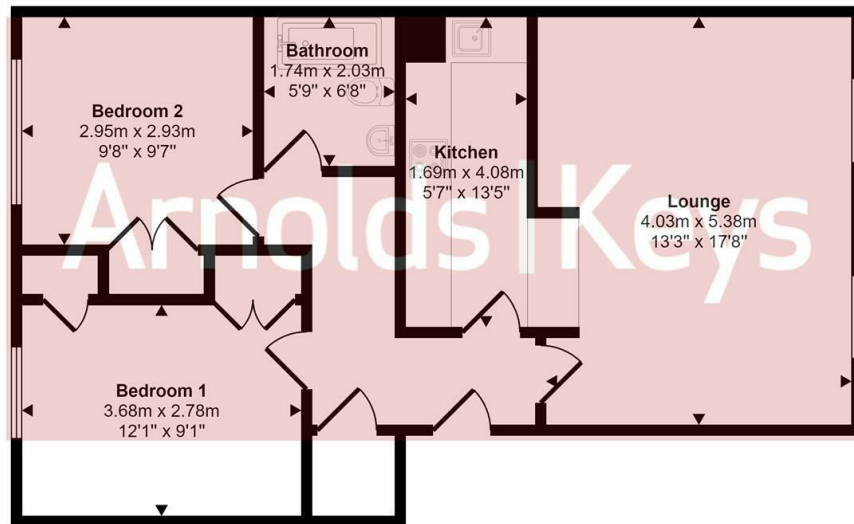 Bathroom
1.74m x 2.03m
5'9" x 6'8"
Bedroom 2
2.95m x 2.93m
9'8" x 9'7"
Kitchen
1.69m x 4.08m
5'7" x 13'5"
Lounge
4.03m x 5.38m
13'3" x 17'8"
Arnolds|Keys
Bedroom 1
3.68m x 2.78m
12'1" x 9'1"